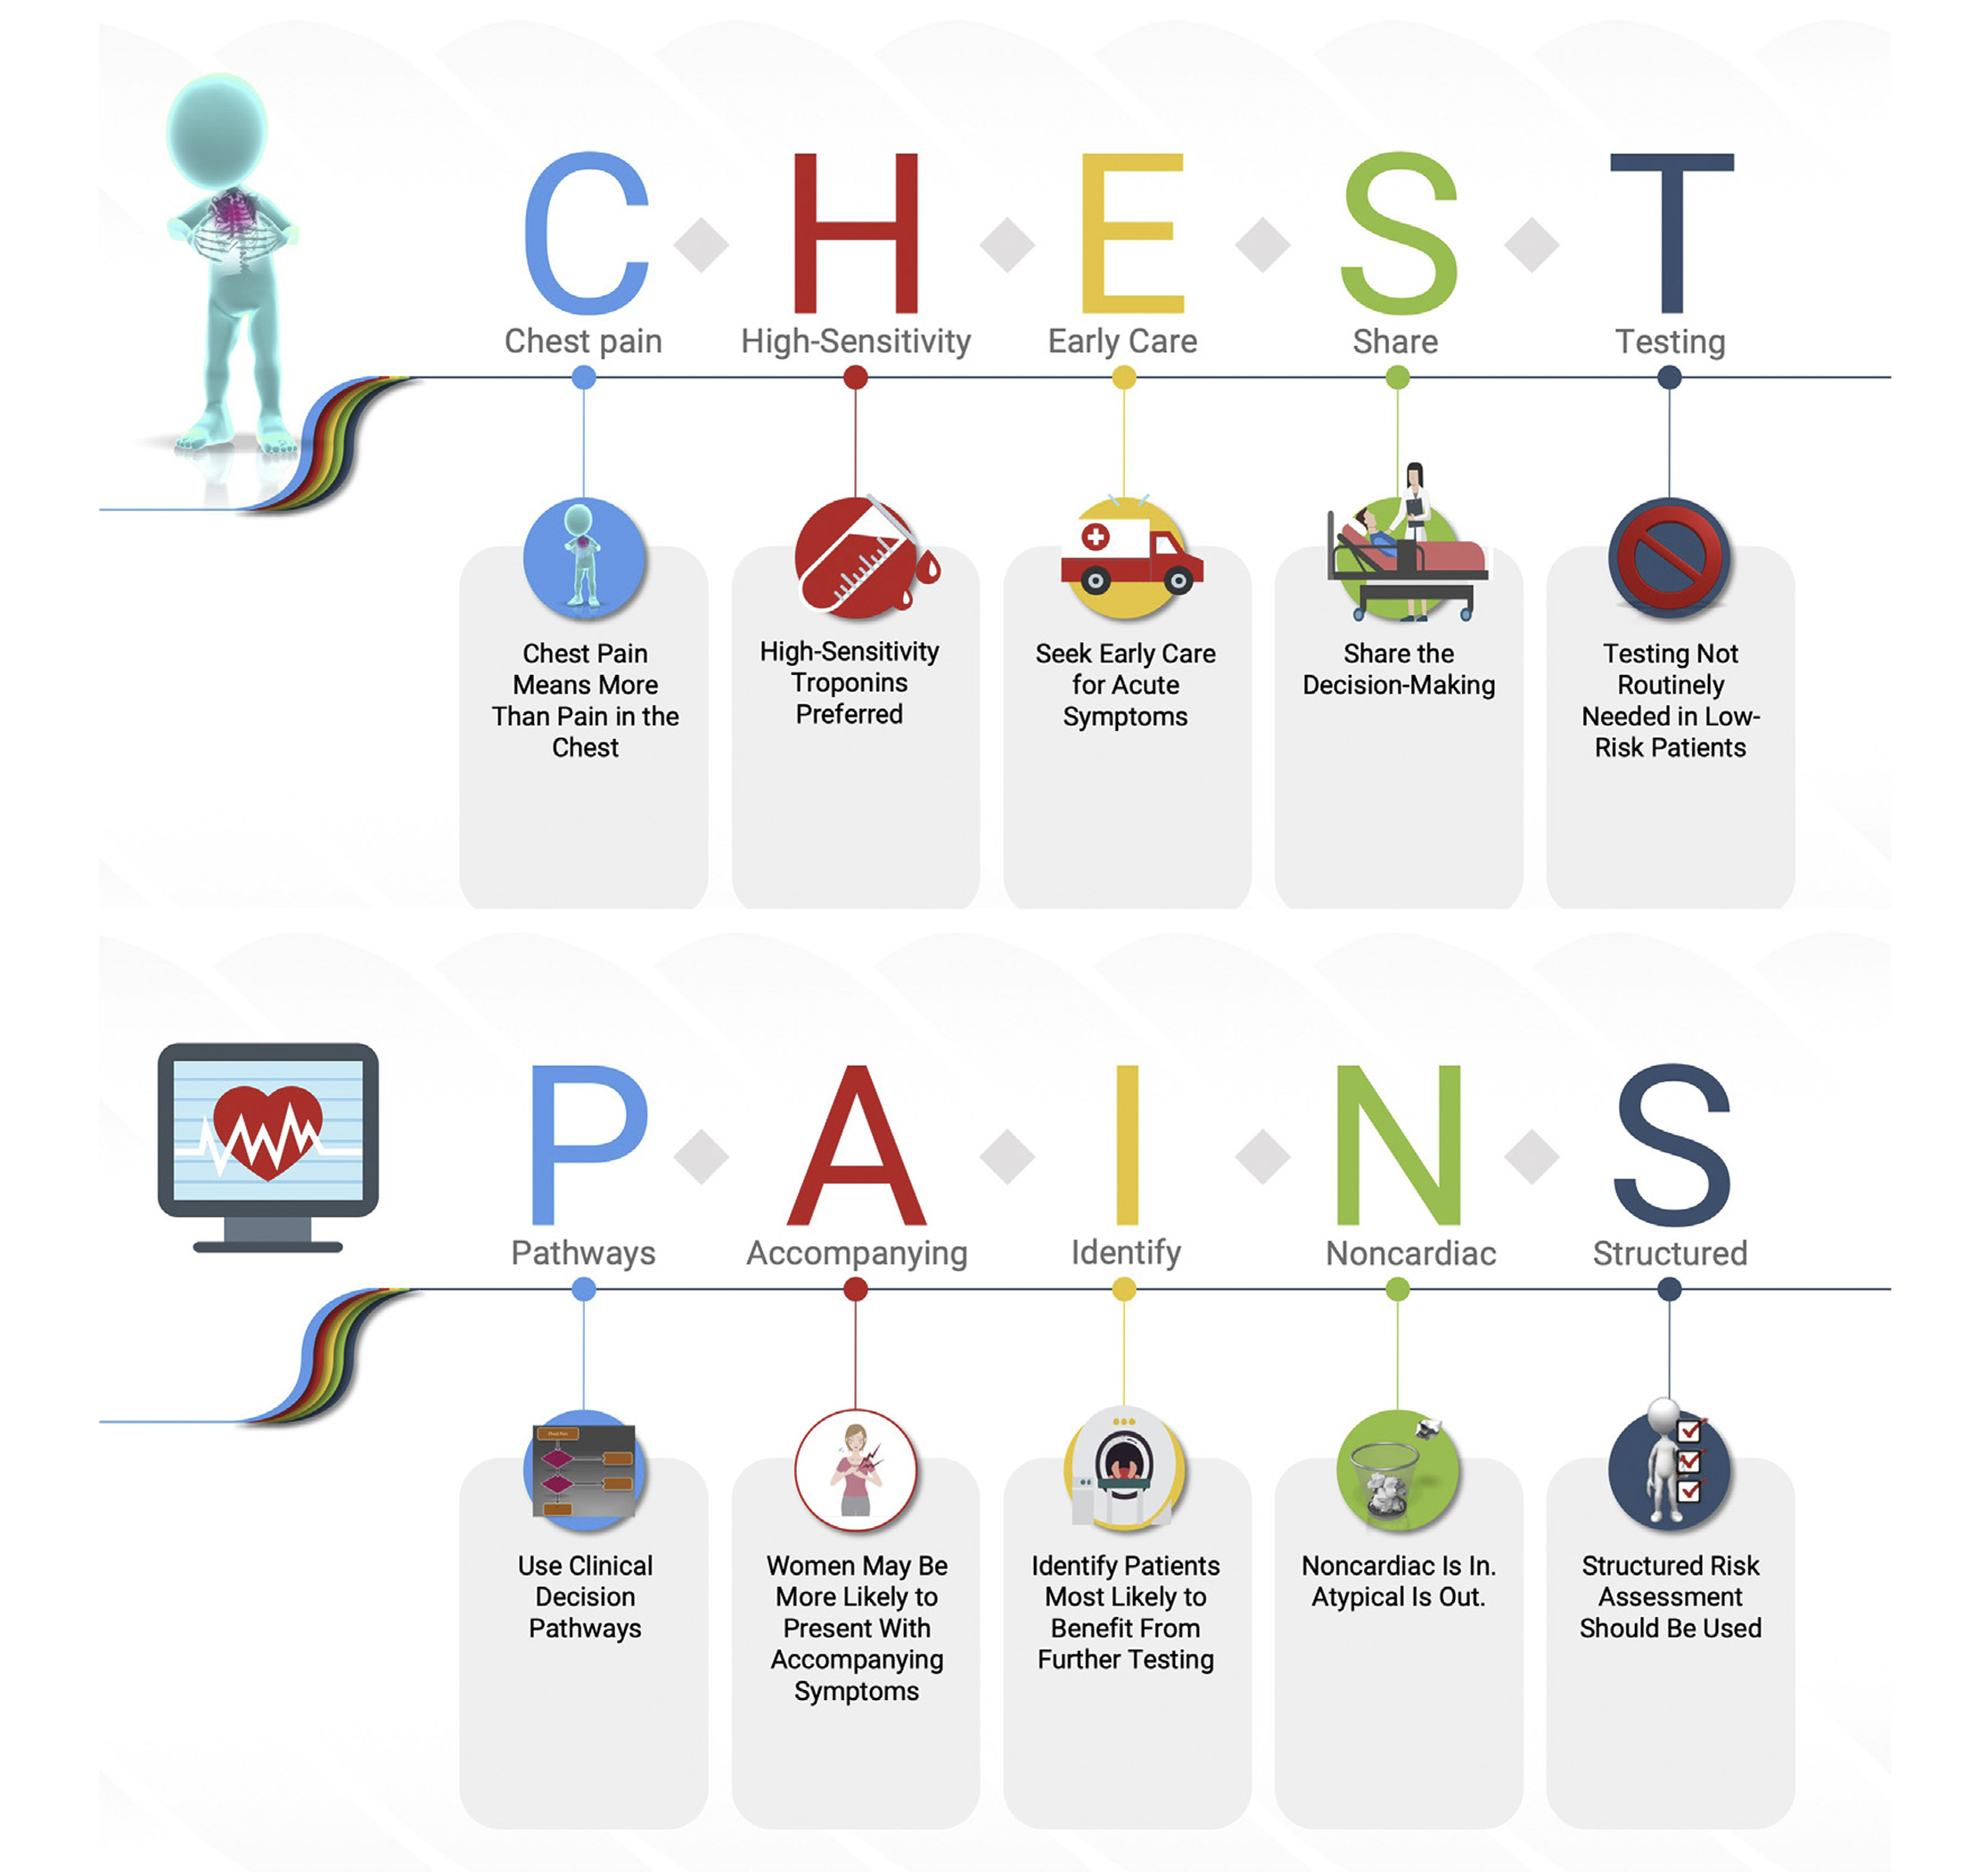 C H E S T
Chest pain High-Sensitivity Early Care Share Testing
Chest Pain
Means More
Than Pain in the
Chest
High-Sensitivity
Troponins
Preferred
Seek Early Care
for Acute
Symptoms
Share the
Decision-Making
Testing Not
Routinely
Needed in Low-
Risk Patients
P A I N S
Pathways Accompanying Identify Noncardiac Structured
Chest Pain
Use Clinical
Decision
Pathways
Women May Be
More Likely to
Present With
Accompanying
Symptoms
Identify Patients
Most Likely to
Benefit From
Further Testing
Noncardiac Is In.
Atypical Is Out.
Structured Risk
Assessment
Should Be Used